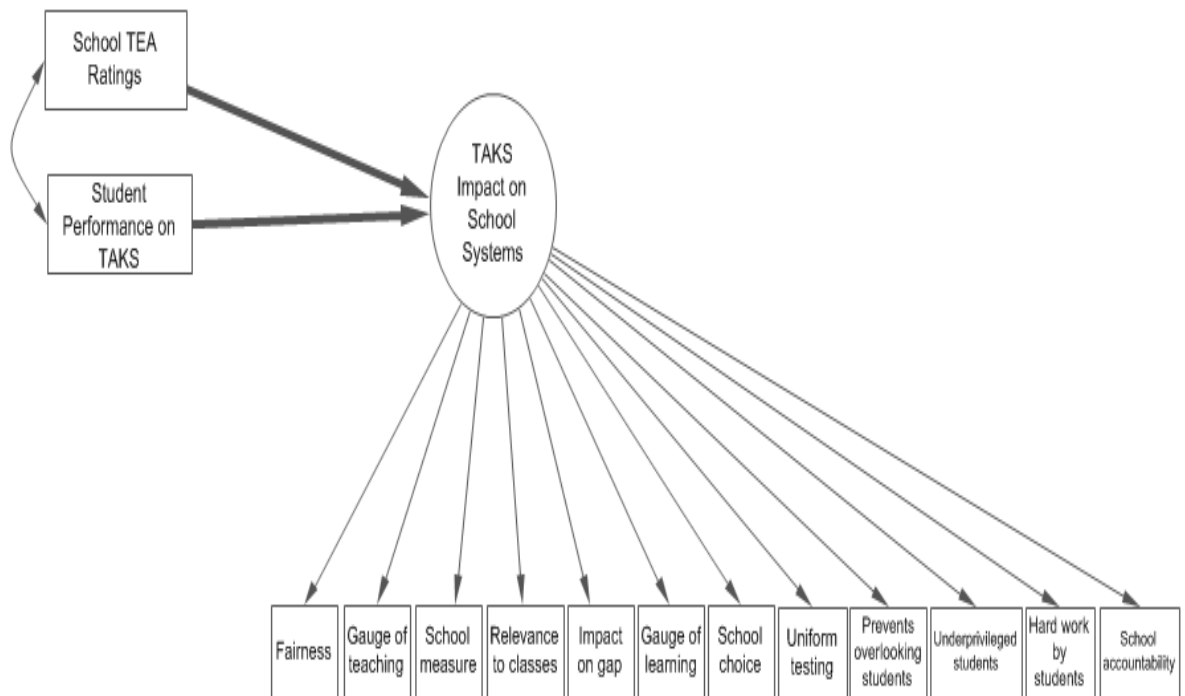 School TEA
Ratings
Student
Performance on
TAKS
TAKS
Impact on
School
Systems
Fairness
Gauge of
teaching
School
measure
Relevance
to classes
Impact
on gap
Gauge of
learning
School
choice
Uniform
testing
Prevents
overlooking
students
Underprivileged
students
Hard work
by
students
School
accountability